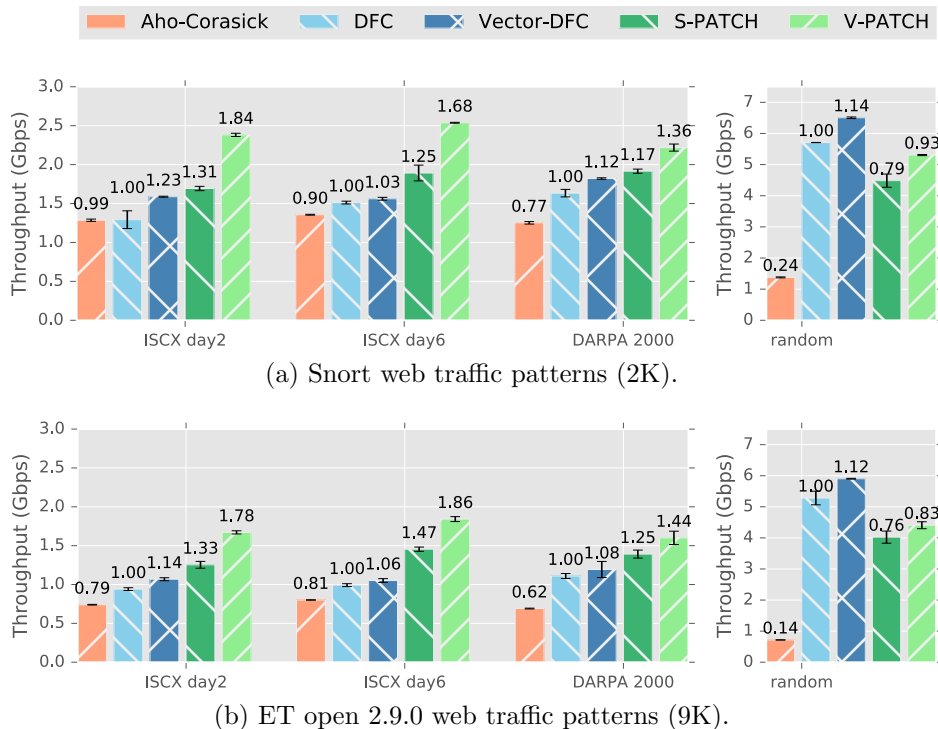 Aho-Corasick DFC Vector-DFC S-PATCH V-PATCH
Throughput (Gbps)
3.0
2.5
2.0
1.5
1.0
0.5
0.0
0.99 1.00 1.23 1.31 1.84
0.90 1.00 1.03 1.25 1.68
0.77 1.00 1.12 1.17 1.36
ISCX day2 ISCX day6 DARPA 2000
Throughput (Gbps)
7
6
5
4
3
2
1
0
0.24 1.00 1.14 0.79 0.93
random
(a) Snort web traffic patterns (2K).
Throughput (Gbps)
3.0
2.5
2.0
1.5
1.0
0.5
0.0
0.79 1.00 1.14 1.33 1.78
0.81 1.00 1.06 1.47 1.86
0.62 1.00 1.08 1.25 1.44
ISCX day2 ISCX day6 DARPA 2000
Throughput (Gbps)
7
6
5
4
3
2
1
0
0.14 1.00 1.12 0.76 0.83
random
(b) ET open 2.9.0 web traffic patterns (9K).